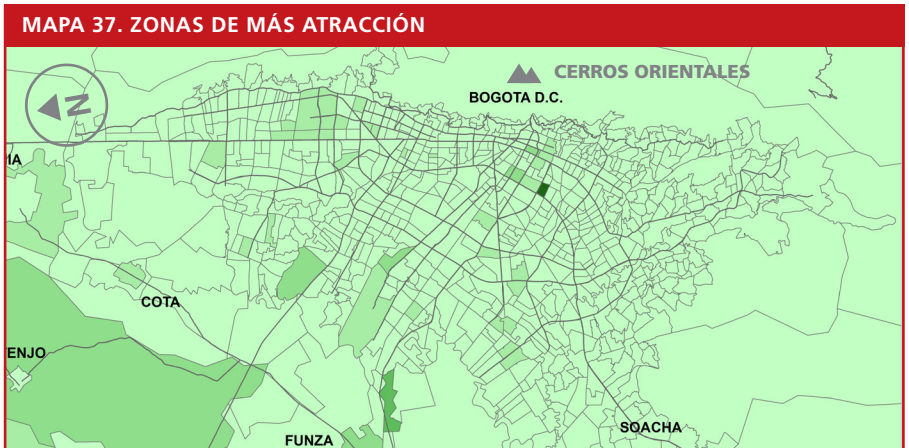 MAPA 37. ZONAS DE MÁS ATRACCIÓN
CERROS ORIENTALES
BOGOTA D.C.
N
IA
COTA
ENJO
SOACHA
FUNZA